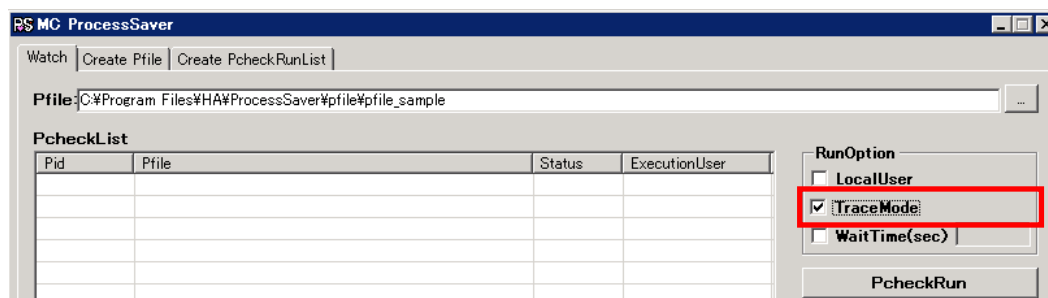 PS MC ProcessSaver
Watch Create Pfile Create PcheckRunList
Pfile: C:¥Program Files¥HA¥ProcessSaver¥pfile¥pfile_sample ...
PcheckList
Pid Pfile Status ExecutionUser
RunOption
LocalUser
TraceMode
WaitTime(sec)
PcheckRun